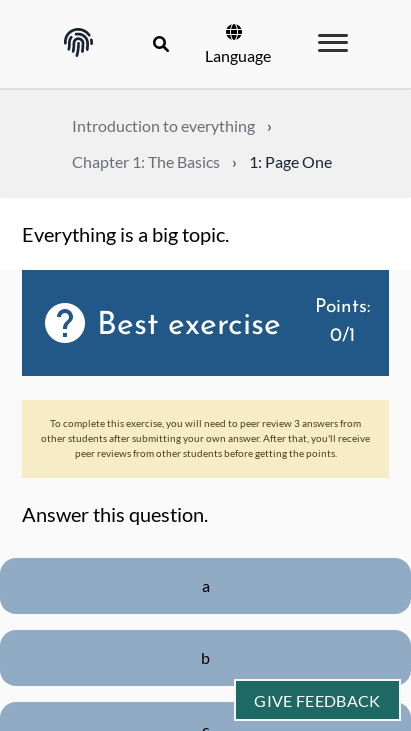 Language
Introduction to everything ›
Chapter 1: The Basics › 1: Page One
Everything is a big topic.
Best exercise
Points:
0/1
To complete this exercise, you will need to peer review 3 answers from
other students after submitting your own answer. After that, you'll receive
peer reviews from other students before getting the points.
Answer this question.
a
b
c
GIVE FEEDBACK